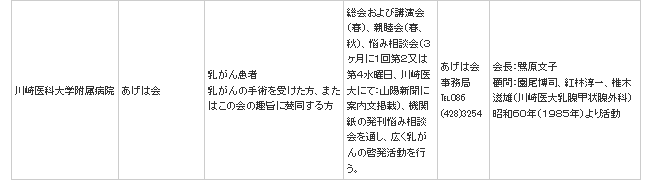 川崎医科大学附属病院
あげは会
乳がん患者
乳がんの手術を受けた方、また
はこの会の趣旨に賛同する方
総会および講演会
（春）、親睦会（春、
秋）、悩み相談会（3
ヶ月に1回第2又は
第4水曜日、川崎医
大にて：山陽新聞に
案内文掲載）、機関
紙の発刊悩み相談
会を通し、広く乳が
んの啓発活動を行
う。
あげは会
事務局
℡086
(428)3254
会長：鴨原文子
顧問：園尾博司、紅林淳一、椎木
滋雄（川崎医大乳腺甲状腺外科）
昭和60年（1985年）より活動